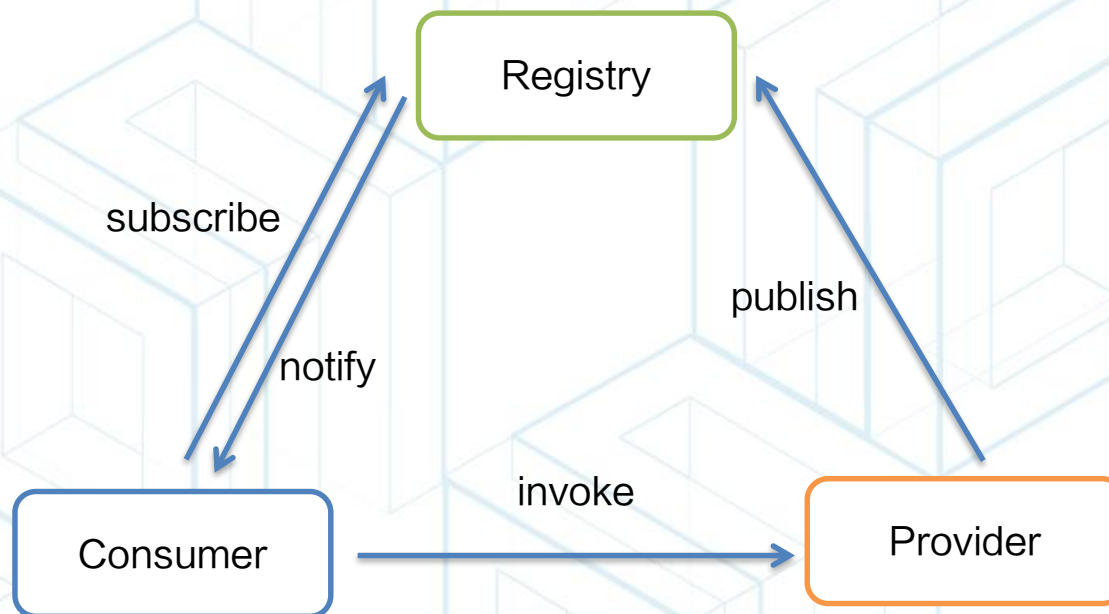 Registry
subscribe
publish
notify
invoke
Consumer
Provider